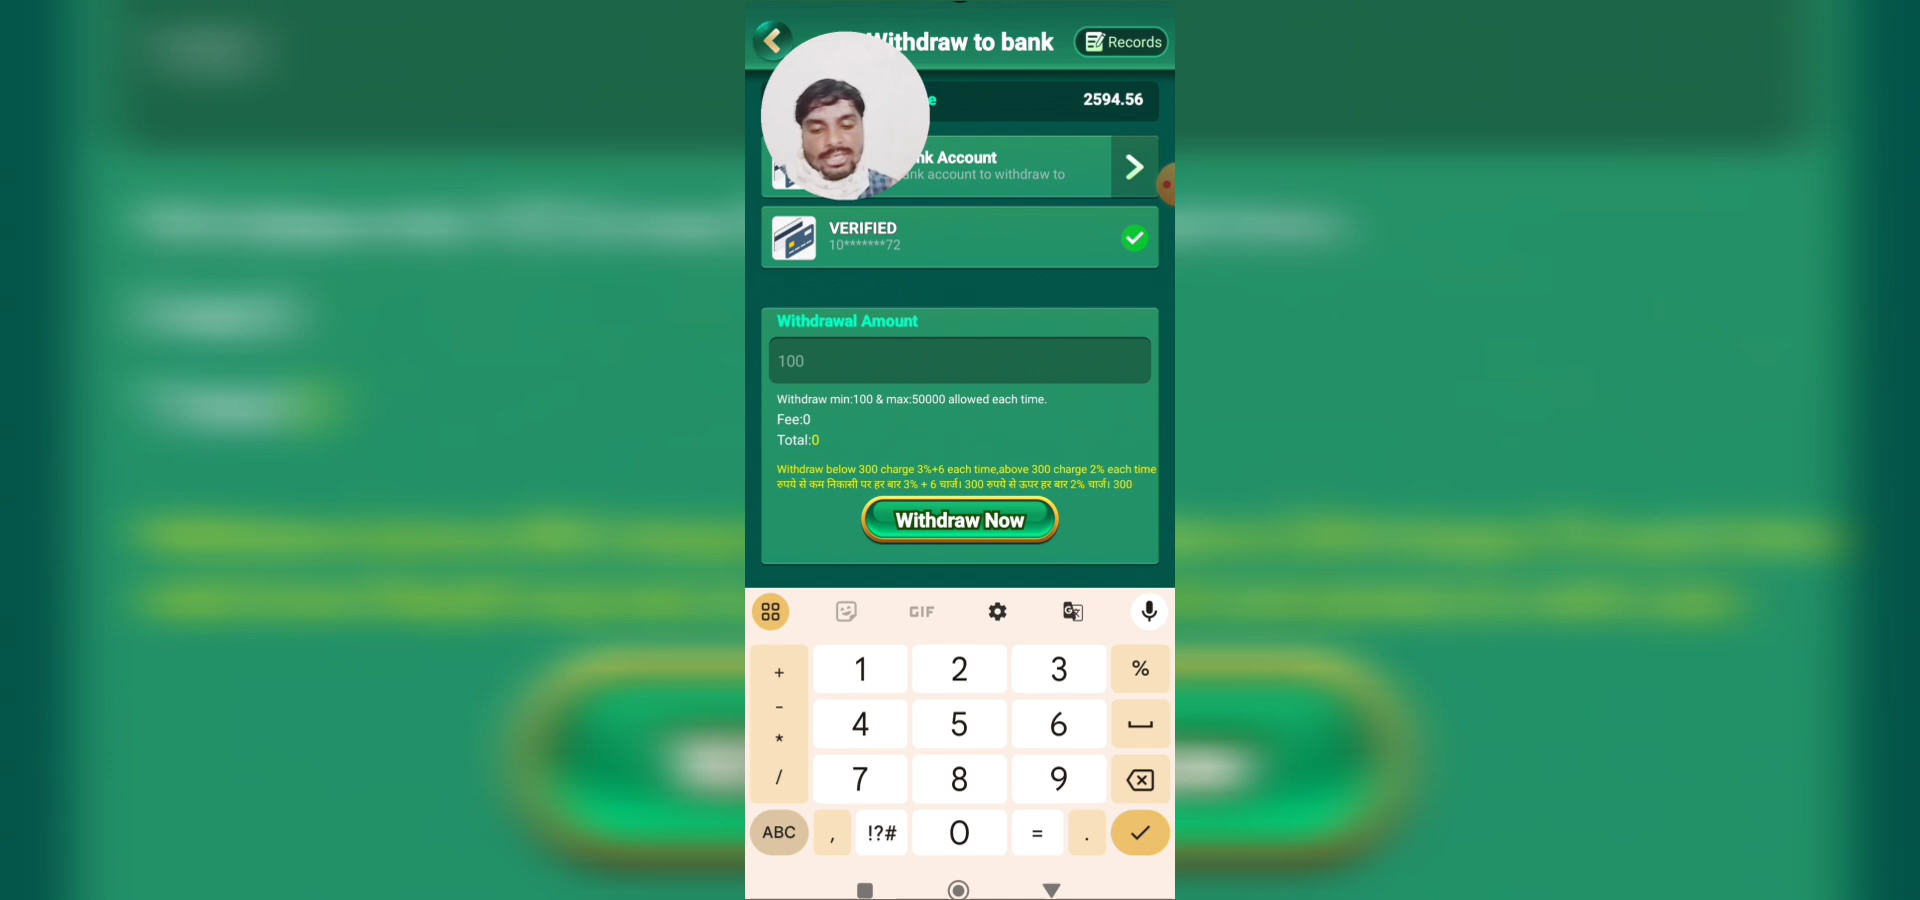 Withdraw to bank
Records
2594.56
Account
account to withdraw to
VERIFIED
10*******72
Withdrawal Amount
100
Withdraw min:100 & max:50000 allowed each time.
Fee:0
Total:0
Withdraw below 300 charge 3%+6 each time,above 300 charge 2% each time
रुपये से कम निकासी पर हर बार 3% + 6 चार्ज। 300 रुपये से ऊपर हर बार 2% चार्ज। 300
Withdraw Now
GIF
+ 1 2 3 %
- 4 5 6
*
/ 7 8 9
ABC , !?# 0 = .